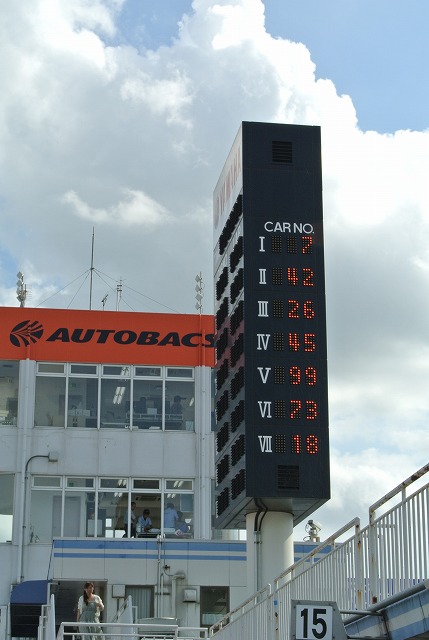 CAR NO.
I 7
II 42
III 26
IV 45
V 99
VI 73
VII 18
AUTOBACS
15